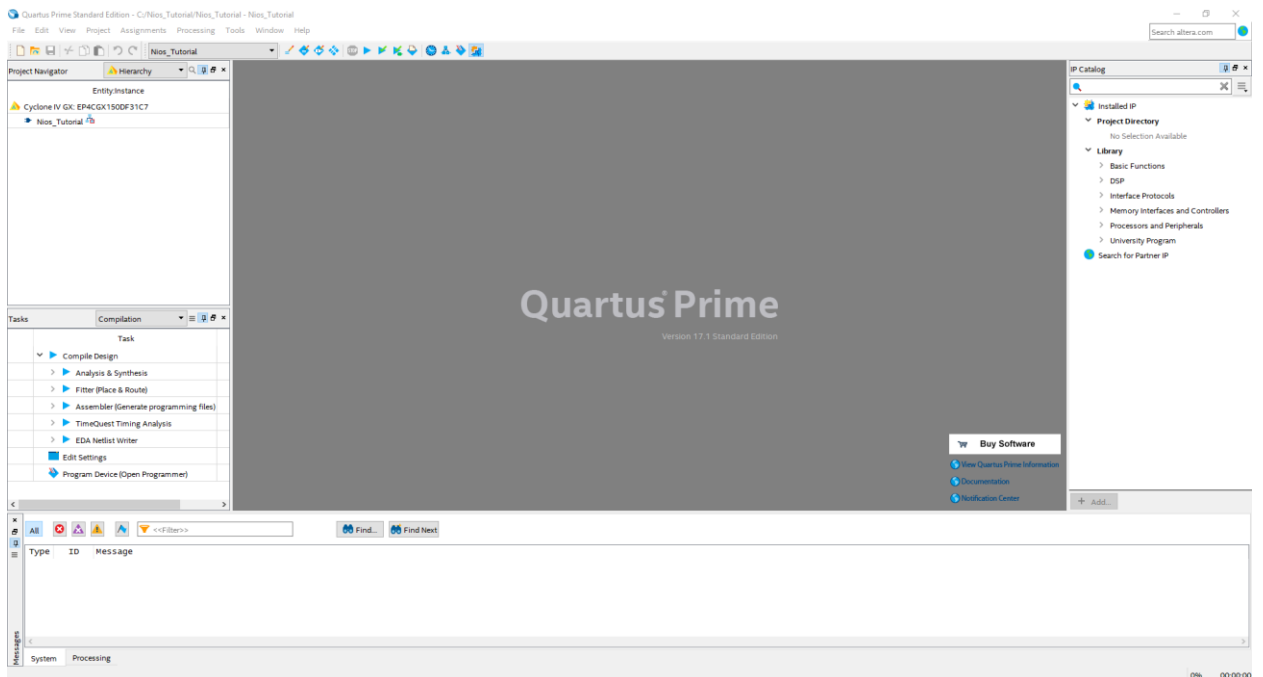 Quartus Prime Standard Edition - C:/Nios_Tutorial/Nios_Tutorial - Nios_Tutorial
File Edit View Project Assignments Processing Tools Window Help
Search altera.com
Nios_Tutorial
Project Navigator
Hierarchy
Entity:Instance
Cyclone IV GX: EP4CGX150DF31C7
Nios_Tutorial
Tasks
Compilation
Task
Compile Design
Analysis & Synthesis
Fitter (Place & Route)
Assembler (Generate programming files)
TimeQuest Timing Analysis
EDA Netlist Writer
Edit Settings
Program Device (Open Programmer)
Quartus Prime
Version 17.1 Standard Edition
Buy Software
View Quartus Prime Information
Documentation
Notification Center
IP Catalog
Installed IP
Project Directory
No Selection Available
Library
Basic Functions
DSP
Interface Protocols
Memory Interfaces and Controllers
Processors and Peripherals
University Program
Search for Partner IP
+ Add...
All
<<Filter>>
Find...
Find Next
Type ID Message
Messages
System Processing
0% 00:00:00